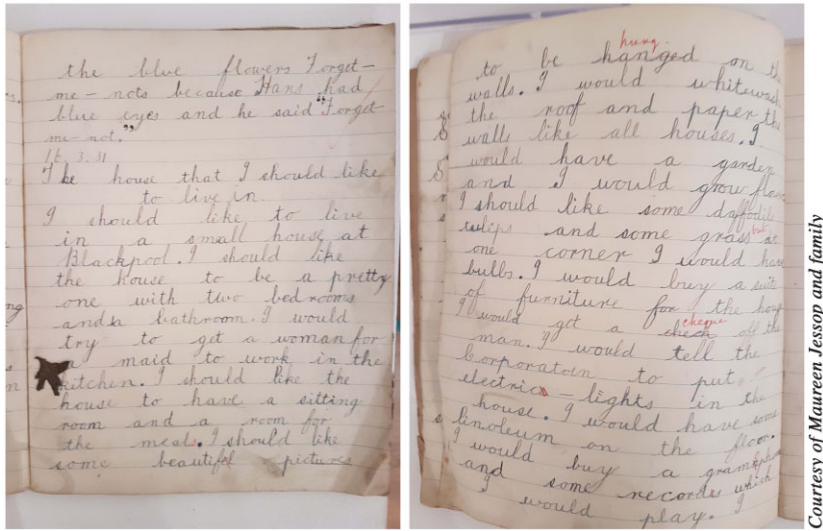 the blue flowers Forget-
me-nots because Hans had
blue eyes and he said "Forget-
me-not."
16.3.31
The house that I should like
to live in.
I should like to live
in a small house at
Blackpool. I should like
the house to be a pretty
one with two bedrooms
and a bathroom. I would
try to get a woman for
a maid to work in the
kitchen. I should like the
house to have a sitting
room and a room for
the meals. I should like
some beautiful pictures
hung
to be hanged on the
walls. I would whitewash
the roof and paper the
walls like all houses. I
would have a garden
and I would grow
I should like some daffodils
tulips and some grass but at
one corner I would have
bulbs. I would buy a suite
of furniture for the house
cheque
I would get a check off the
man. I would tell the
Corporatoin to put
electric-lights in the
house. I would have some
linoleum on the floor.
I would buy a
and some records which
I would play. I
Courtesy of Maureen Jessop and family